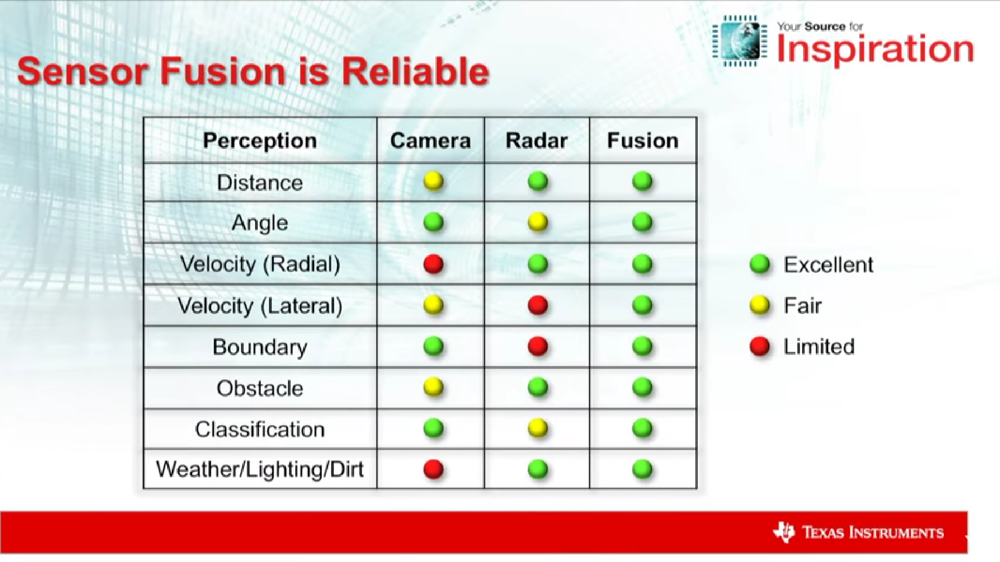 Your Source for
Inspiration
Sensor Fusion is Reliable
Perception Camera Radar Fusion
Distance
Angle
Velocity (Radial)
Velocity (Lateral)
Boundary
Obstacle
Classification
Weather/Lighting/Dirt
Excellent
Fair
Limited
TEXAS INSTRUMENTS